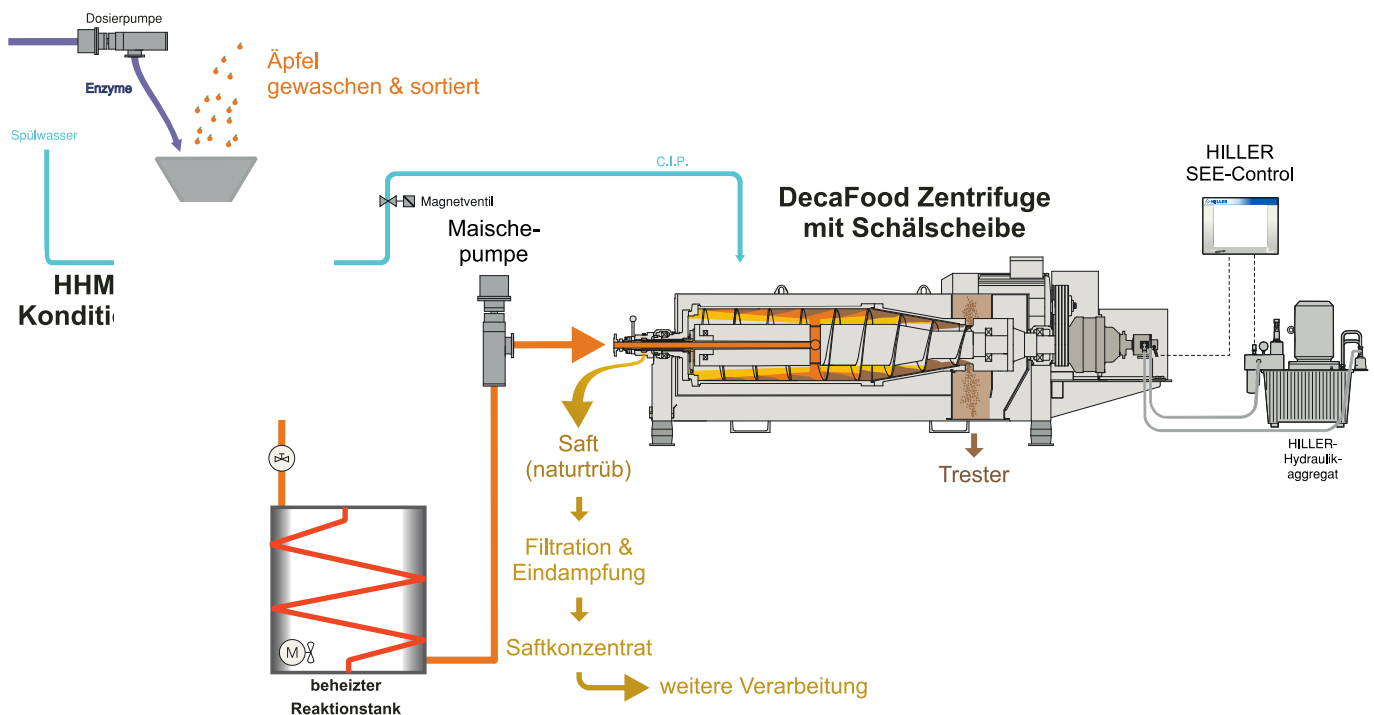 Dosierpumpe
Äpfel
gewaschen & sortiert
Enzyme
Spülwasser
C.I.P.
Magnetventil
HILLER
SEE-Control
HILLER
DecaFood Zentrifuge
mit Schälscheibe
Maische-
pumpe
HHM
Konditi
Saft
(naturtrüb)
Trester
HILLER-
Hydraulik-
aggregat
Filtration &
Eindampfung
Saftkonzentrat
M
weitere Verarbeitung
beheizter
Reaktionstank